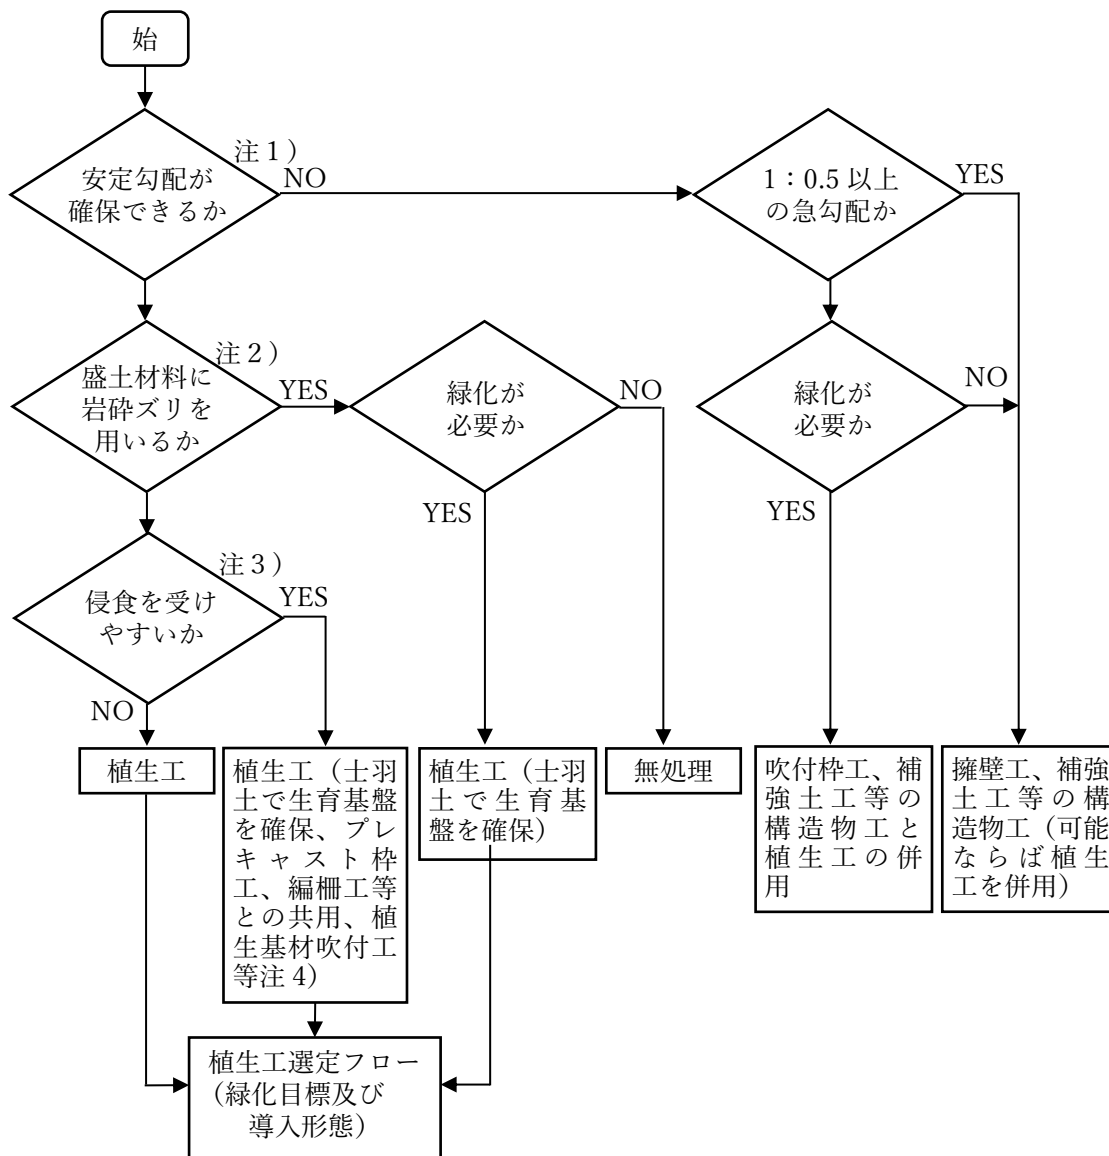 始
注１）
安定勾配が
確保できるか
NO
1：0.5 以上
の急勾配か
YES
注２）
盛土材料に
岩砕ズリを
用いるか
YES
緑化が
必要か
NO
YES
緑化が
必要か
NO
YES
注３）
侵食を受け
やすいか
YES
NO
植生工
植生工（士羽
土で生育基盤
を確保、プレ
キャスト枠
工、編柵工等
との共用、植
生基材吹付工
等注 4）
植生工（士羽
土で生育基
盤を確保）
無処理
吹付枠工、補
強土工等の
構造物工と
植生工の併
用
擁壁工、補強
土工等の構
造物工（可能
ならば植生
工を併用）
植生工選定フロー
（緑化目標及び
導入形態）